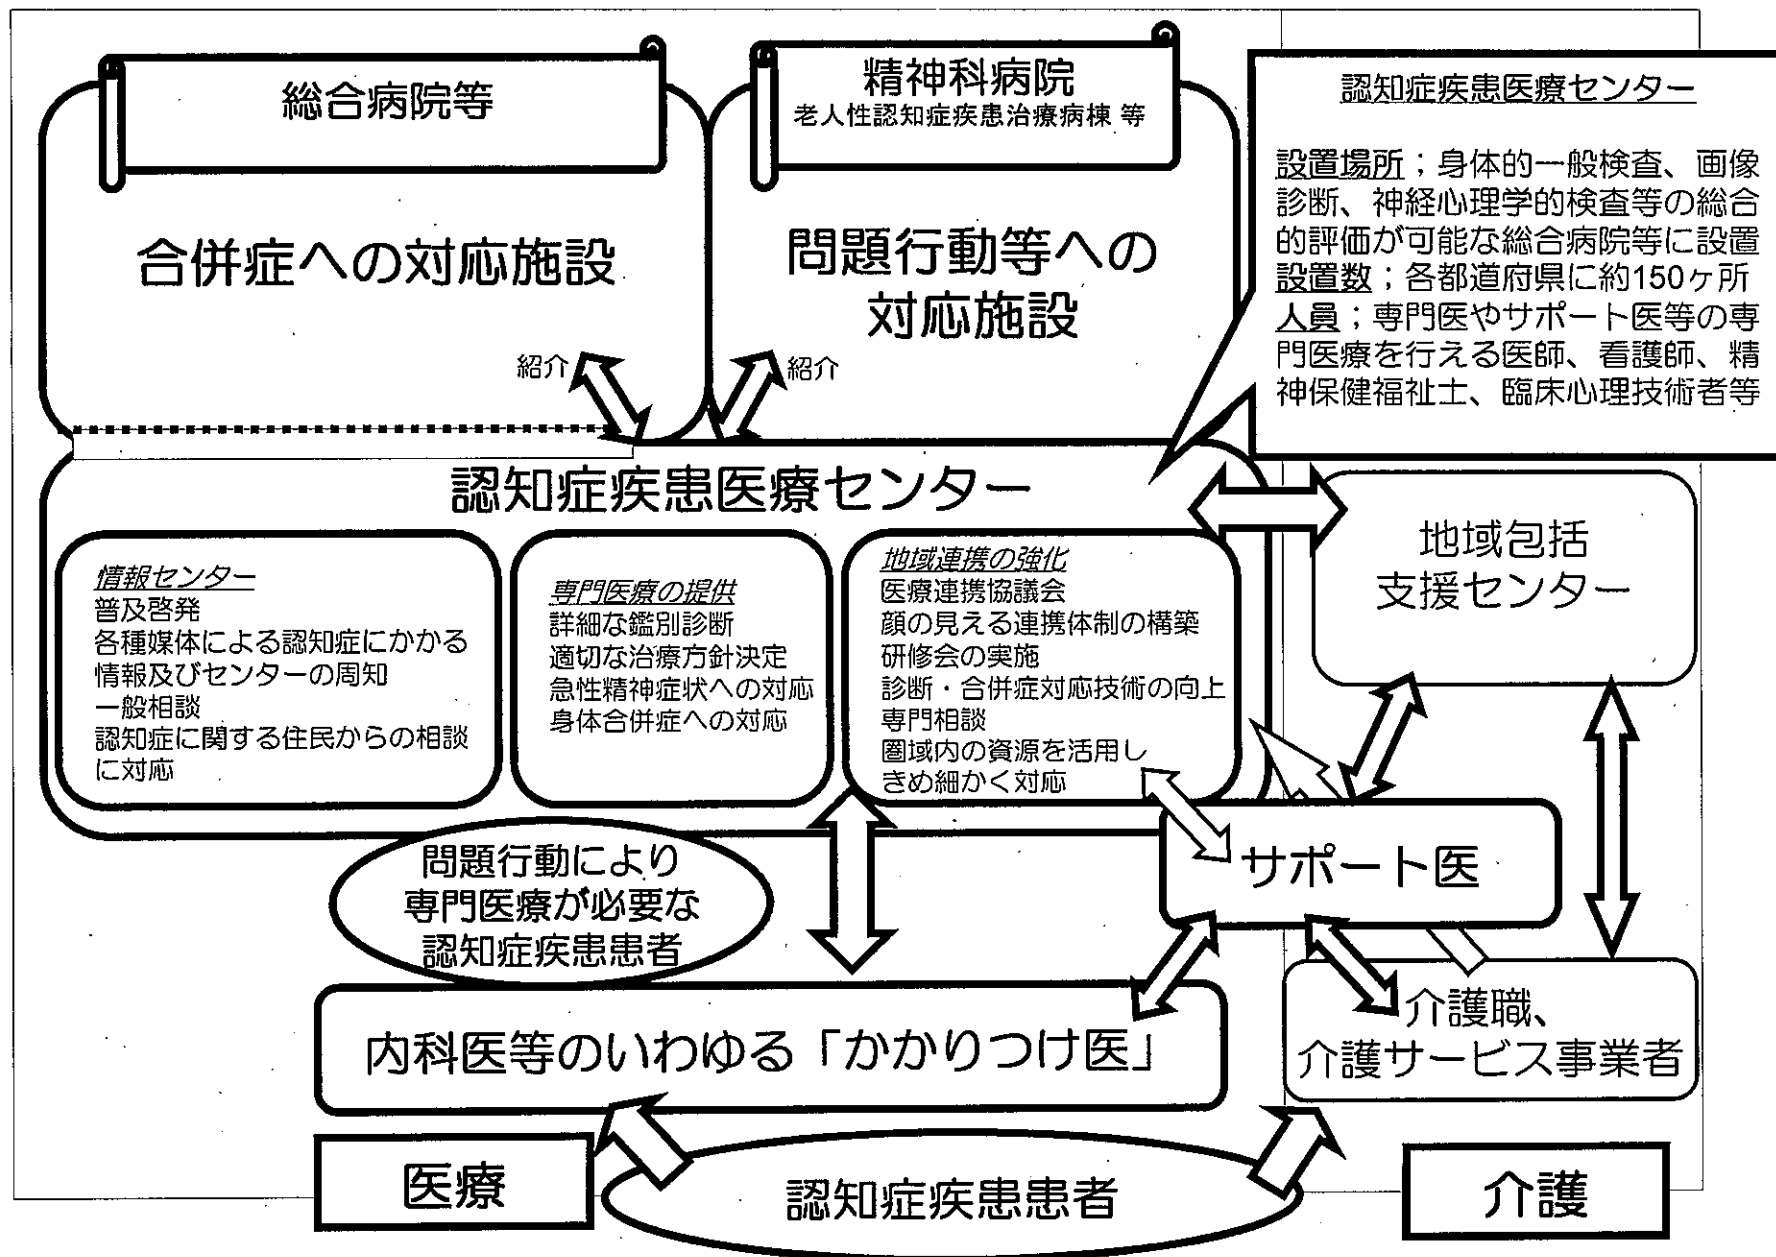 総合病院等
精神科病院
老人性認知症疾患治療病棟 等
合併症への対応施設
問題行動等への
対応施設
紹介
紹介
認知症疾患医療センター
設置場所；身体的一般検査、画像
診断、神経心理学的検査等の総合
的評価が可能な総合病院等に設置
設置数；各都道府県に約150ヶ所
人員；専門医やサポート医等の専
門医療を行える医師、看護師、精
神保健福祉士、臨床心理技術者等
認知症疾患医療センター
情報センター
普及啓発
各種媒体による認知症にかかる
情報及びセンターの周知
一般相談
認知症に関する住民からの相談
に対応
専門医療の提供
詳細な鑑別診断
適切な治療方針決定
急性精神症状への対応
身体合併症への対応
地域連携の強化
医療連携協議会
顔の見える連携体制の構築
研修会の実施
診断・合併症対応技術の向上
専門相談
圏域内の資源を活用し
きめ細かく対応
地域包括
支援センター
問題行動により
専門医療が必要な
認知症疾患患者
サポート医
内科医等のいわゆる「かかりつけ医」
介護職、
介護サービス事業者
医療
認知症疾患患者
介護